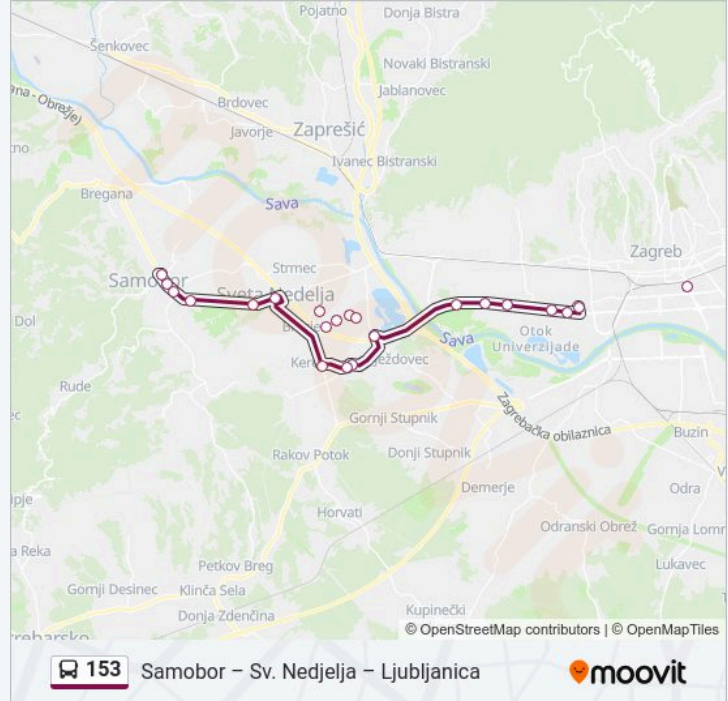 Pojatno
Donja Bistra
Šenkovec
Novaki Bistranski
Jablanovec
Brdovec
ana - Obrežje)
Javorje
Zaprešić
Ivanec Bistranski
Bregana
Sava
Zagreb
Strmec
Samobor
Sveta Nedelja
Dol
Otok
Univerzijade
Sava
Rude
Zagrebačka obilaznica
Gornji Stupnik
Buzin
Rakov Potok
Donji Stupnik
Demerje
Odra
Horvati
Odranski Obrež
Gornja Lomn
a Reka
Petkov Breg
Lukavec
Gornji Desinec
Klinča Sela
Donja Zdenčina
Kupinečki
© OpenStreetMap contributors | © OpenMapTiles
153
Samobor – Sv. Nedjelja – Ljubljanica
moovit